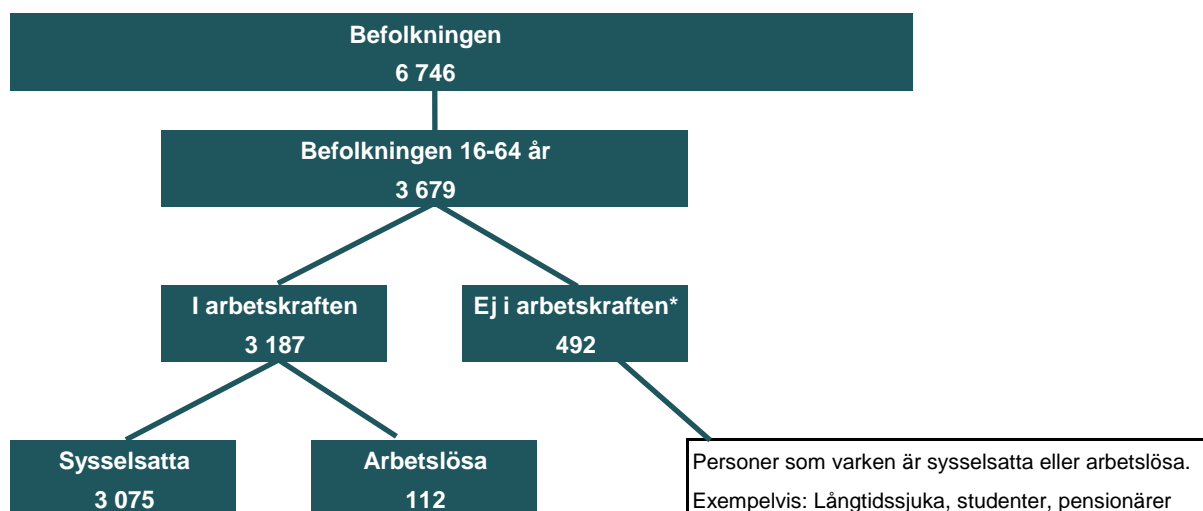 Befolkningen
6 746
Befolkningen 16-64 år
3 679
I arbetskraften
3 187
Ej i arbetskraften*
492
Sysselsatta
3 075
Arbetslösa
112
Personer som varken är sysselsatta eller arbetslösa.
Exempelvis: Långtidssjuka, studenter, pensionärer